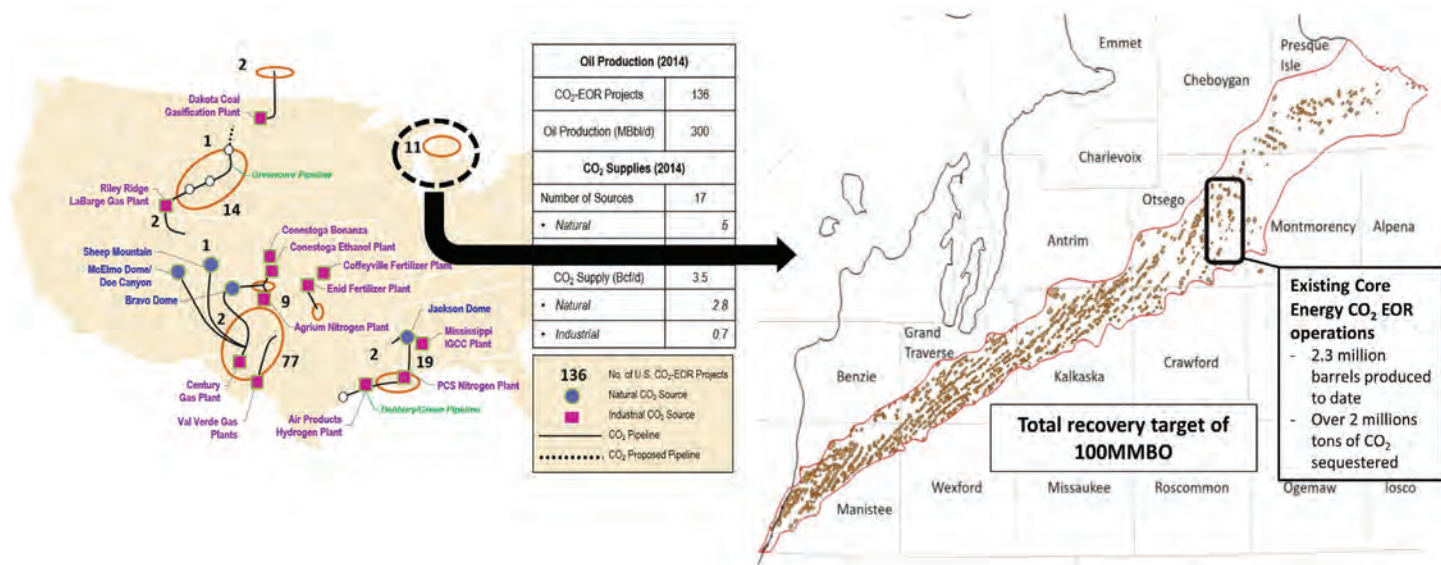 2
Dakota Coal
Gasification Plant
1
Greencore Pipeline
Riley Ridge
LaBarge Gas Plant
2
14
11
Sheep Mountain
1
McElmo Dome/
Doe Canyon
Bravo Dome
2
Conestoga Bonanza
Conestoga Ethanol Plant
Coffeyville Fertilizer Plant
Enid Fertilizer Plant
9
Agrium Nitrogen Plant
77
Century
Gas Plant
Val Verde Gas
Plants
Jackson Dome
2
Mississippi
IGCC Plant
19
PCS Nitrogen Plant
Air Products
Hydrogen Plant
Denbury/Green Pipeline
Oil Production (2014)
CO₂-EOR Projects 136
Oil Production (MBbl/d) 300
CO₂ Supplies (2014)
Number of Sources 17
• Natural 5
CO₂ Supply (Bcf/d) 3.5
• Natural 2.8
• Industrial 0.7
136 No. of U.S. CO₂-EOR Projects
Natural CO₂ Source
Industrial CO₂ Source
CO₂ Pipeline
CO₂ Proposed Pipeline
Emmet
Presque
Isle
Cheboygan
Charlevoix
Otsego
Montmorency
Alpena
Antrim
Grand
Traverse
Benzie
Kalkaska
Crawford
Manistee
Wexford
Missaukee
Roscommon
Ogemaw
Iosco
Total recovery target of
100MMBO
Existing Core
Energy CO₂ EOR
operations
- 2.3 million
barrels produced
to date
- Over 2 millions
tons of CO₂
sequestered